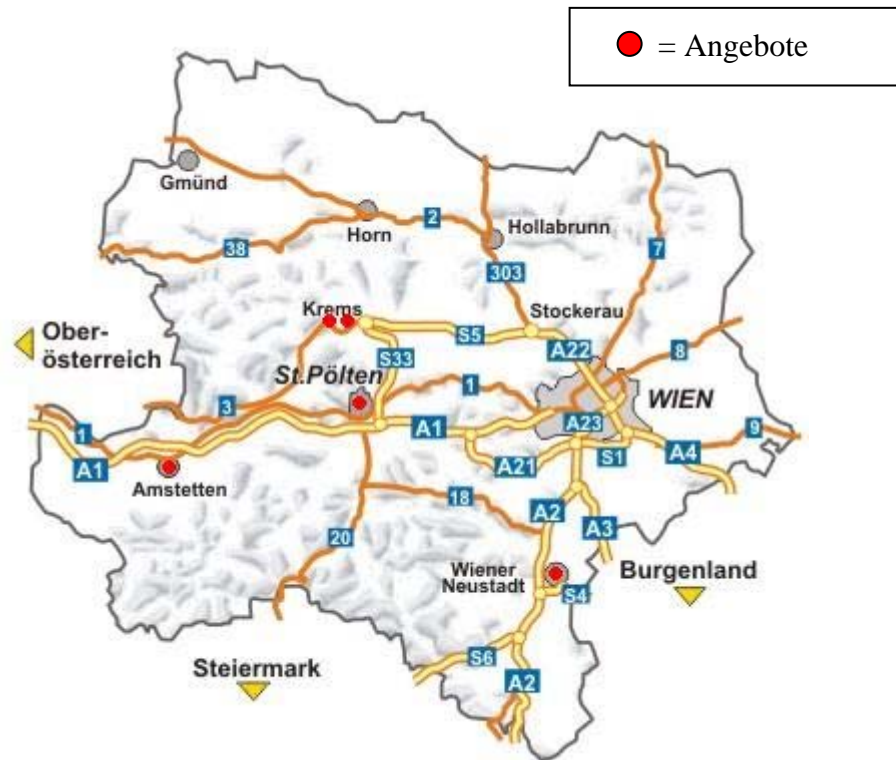 = Angebote
Gmünd
Horn
2
Hollabrunn
7
38
303
Krems
Stockerau
Ober-
österreich
S5
A22
S33
8
St.Pölten
1
WIEN
3
A23
9
1
A1
S1
A4
A1
A21
Amstetten
18
A2
A3
20
Wiener
Neustadt
Burgenland
S4
Steiermark
S6
A2